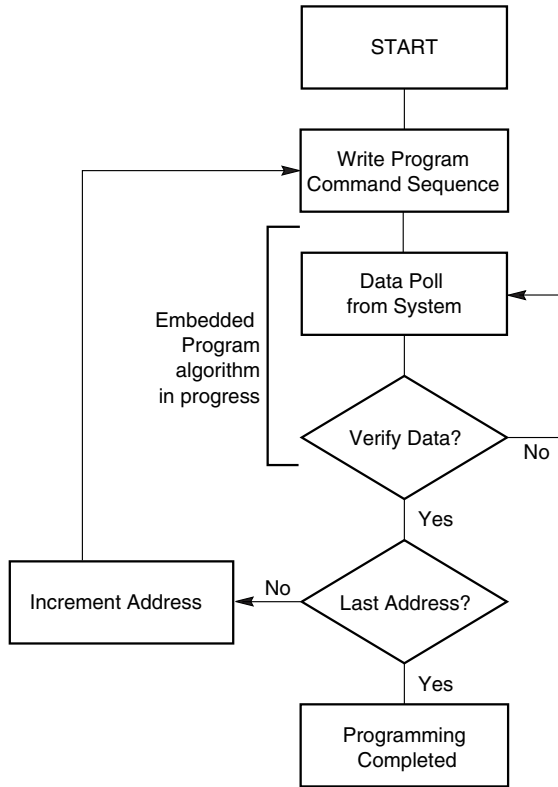 START
Write Program
Command Sequence
Data Poll
from System
Embedded
Program
algorithm
in progress
Verify Data?
No
Yes
No
Increment Address
Last Address?
Yes
Programming
Completed